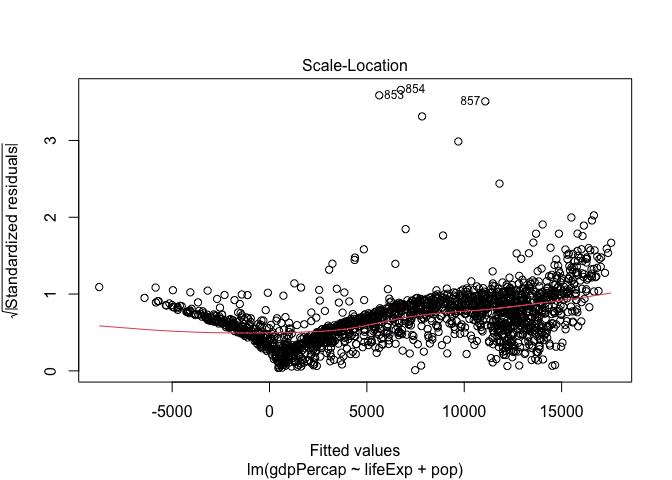 Scale-Location
853
854
857
√|Standardized residuals|
3
2
1
0
-5000 0 5000 10000 15000
Fitted values
lm(gdpPercap ~ lifeExp + pop)